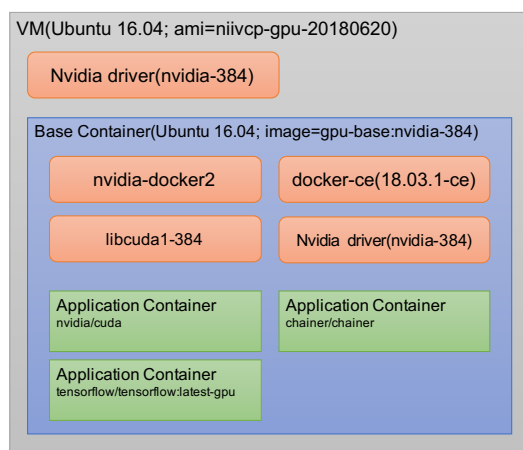 VM(Ubuntu 16.04; ami=niivcp-gpu-20180620)
Nvidia driver(nvidia-384)
Base Container(Ubuntu 16.04; image=gpu-base:nvidia-384)
nvidia-docker2
docker-ce(18.03.1-ce)
libcuda1-384
Nvidia driver(nvidia-384)
Application Container
nvidia/cuda
Application Container
chainer/chainer
Application Container
tensorflow/tensorflow:latest-gpu